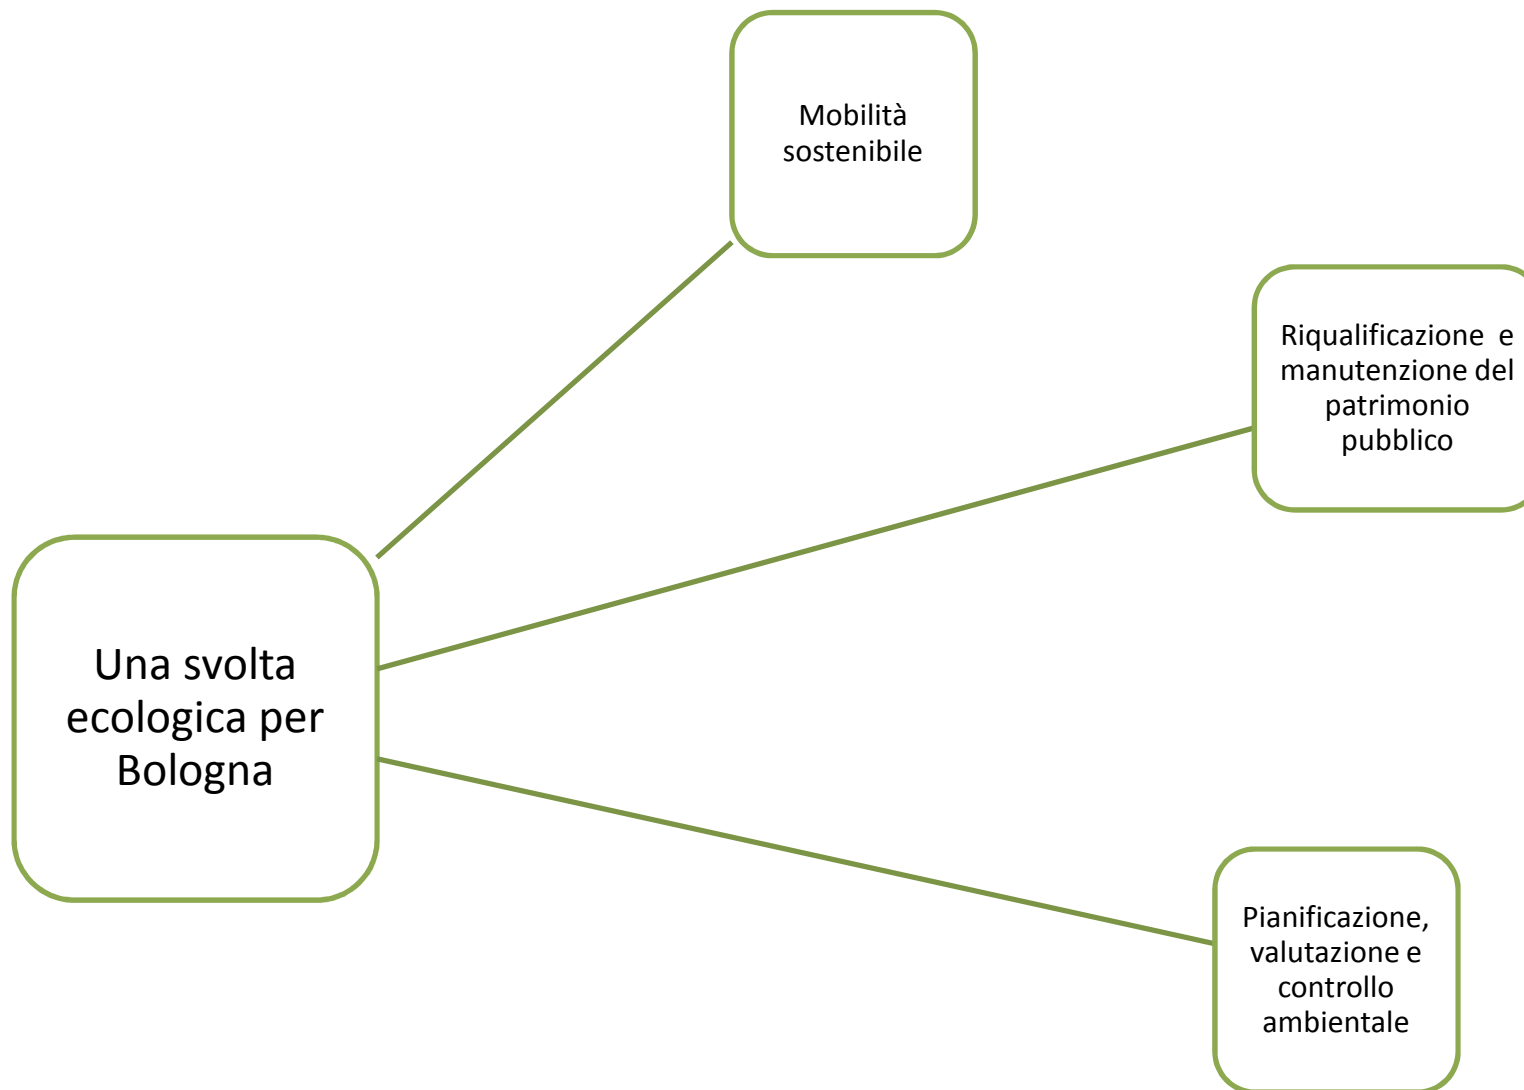 Mobilità
sostenibile
Riqualificazione e
manutenzione del
patrimonio
pubblico
Una svolta
ecologica per
Bologna
Pianificazione,
valutazione e
controllo
ambientale